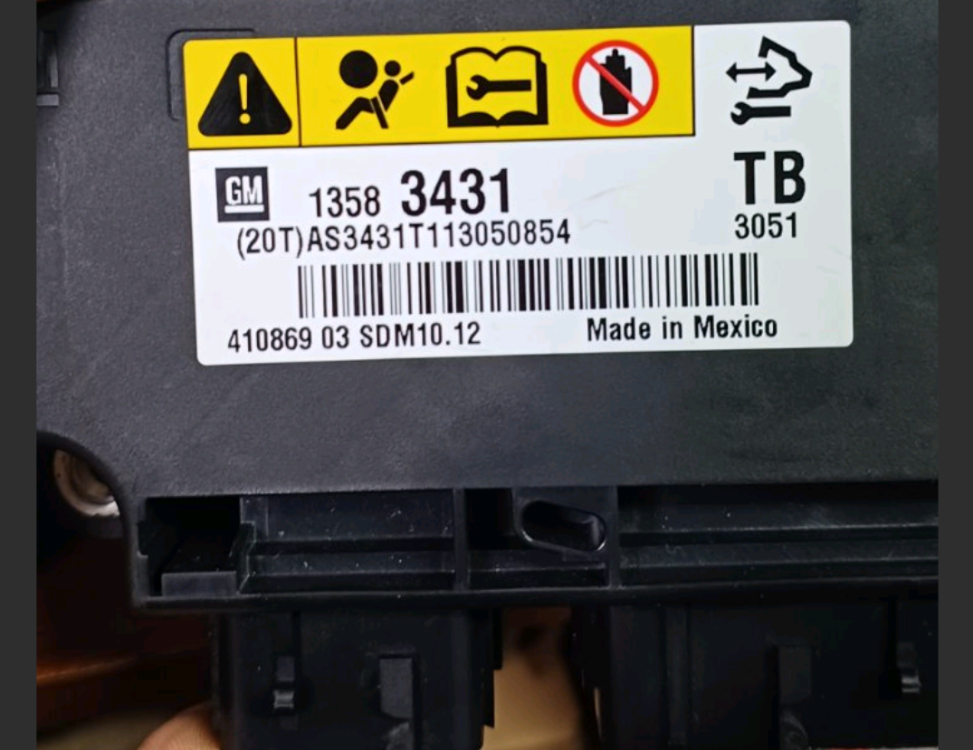 GM 1358 3431 TB
(20T)AS3431T113050854 3051
410869 03 SDM10.12 Made in Mexico